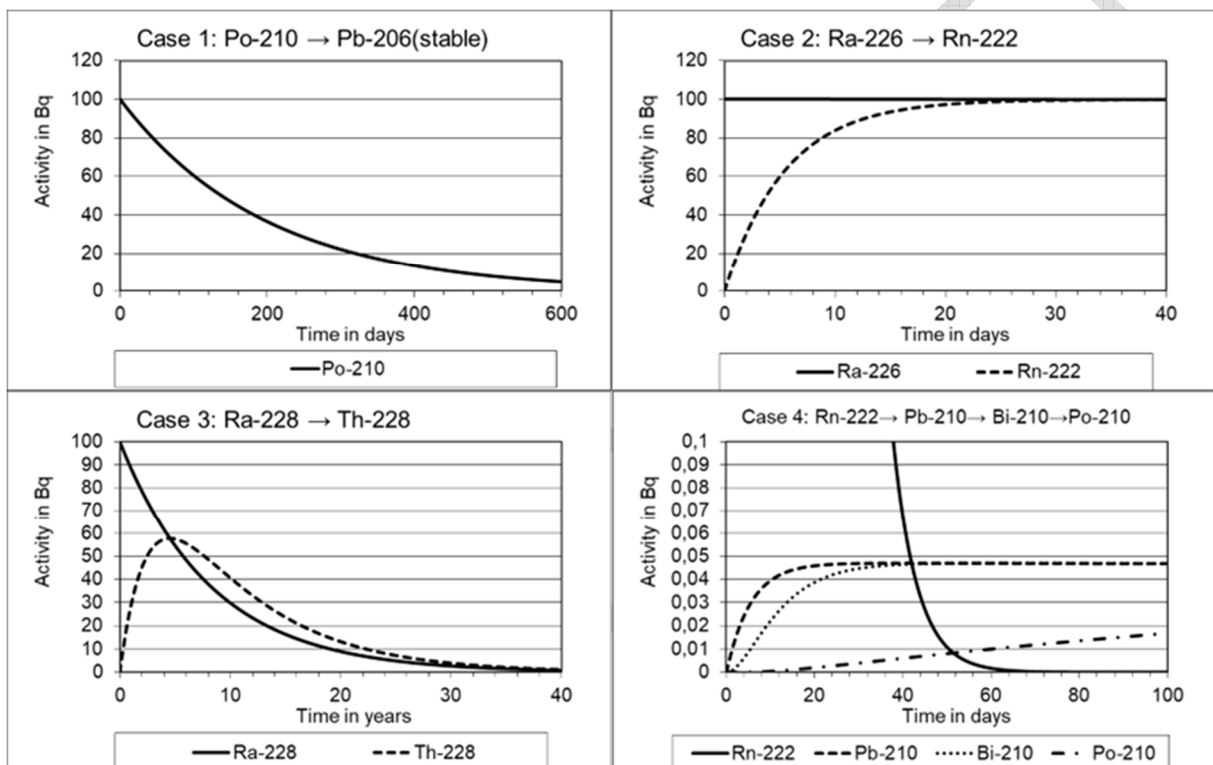 Case 1: Po-210 → Pb-206(stable)
Activity in Bq
120
100
80
60
40
20
0
0 200 400 600
Time in days
Po-210
Case 2: Ra-226 → Rn-222
Activity in Bq
120
100
80
60
40
20
0
0 10 20 30 40
Time in days
Ra-226 Rn-222
Case 3: Ra-228 → Th-228
Activity in Bq
100
90
80
70
60
50
40
30
20
10
0
0 10 20 30 40
Time in years
Ra-228 Th-228
Case 4: Rn-222→ Pb-210→ Bi-210→Po-210
Activity in Bq
0,1
0,09
0,08
0,07
0,06
0,05
0,04
0,03
0,02
0,01
0
0 20 40 60 80 100
Time in days
Rn-222 Pb-210 Bi-210 Po-210